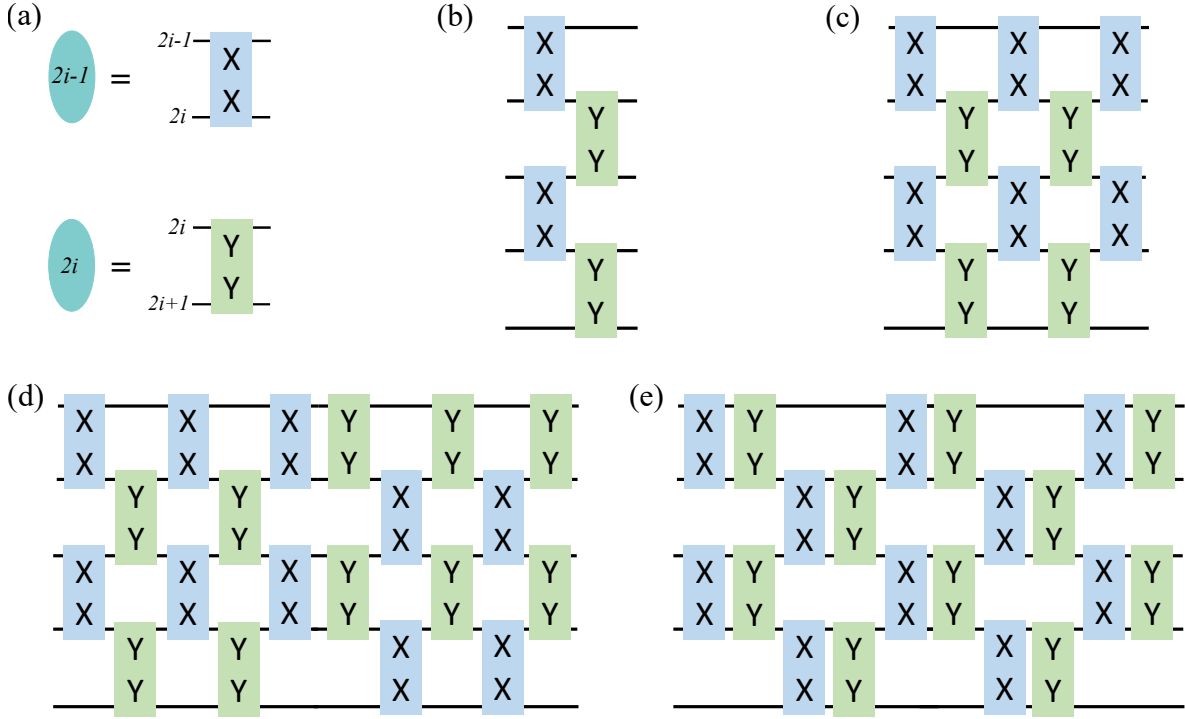 (a)
2i-1
X
2i-1 =
X
2i
2i
Y
2i =
Y
2i+1
(b)
X
X
Y
Y
X
X
Y
Y
(c)
X X X
X X X
Y Y
Y Y
X X X
X X X
Y Y
Y Y
(d)
X X X Y Y Y
X X X Y Y Y
Y Y X X
Y Y X X
X X X Y Y Y
X X X Y Y Y
Y Y X X
Y Y X X
(e)
X Y X Y X Y
X Y X Y X Y
X Y X Y
X Y X Y
X Y X Y X Y
X Y X Y X Y
X Y X Y
X Y X Y